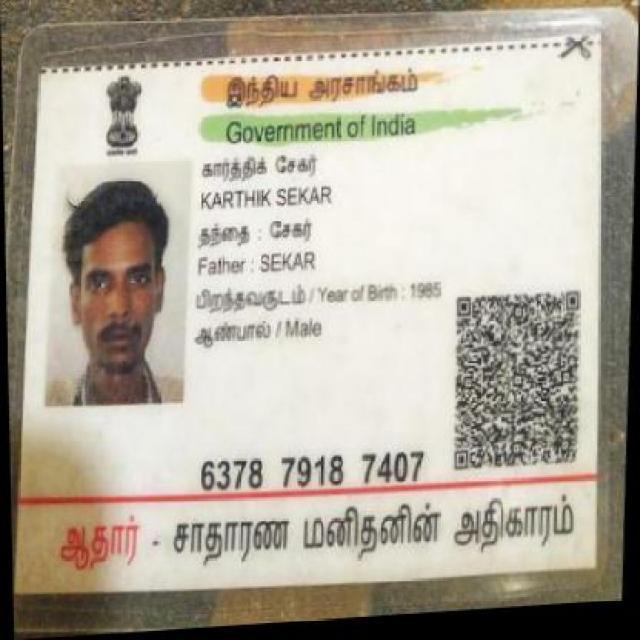 இந்திய அரசாங்கம்
Government of India
கார்த்திக் சேகர்
KARTHIK SEKAR
தந்தை : சேகர்
Father : SEKAR
பிறந்தவருடம் / Year of Birth : 1985
ஆண்பால் / Male
6378 7918 7407
ஆதார் - சாதாரண மனிதனின் அதிகாரம்